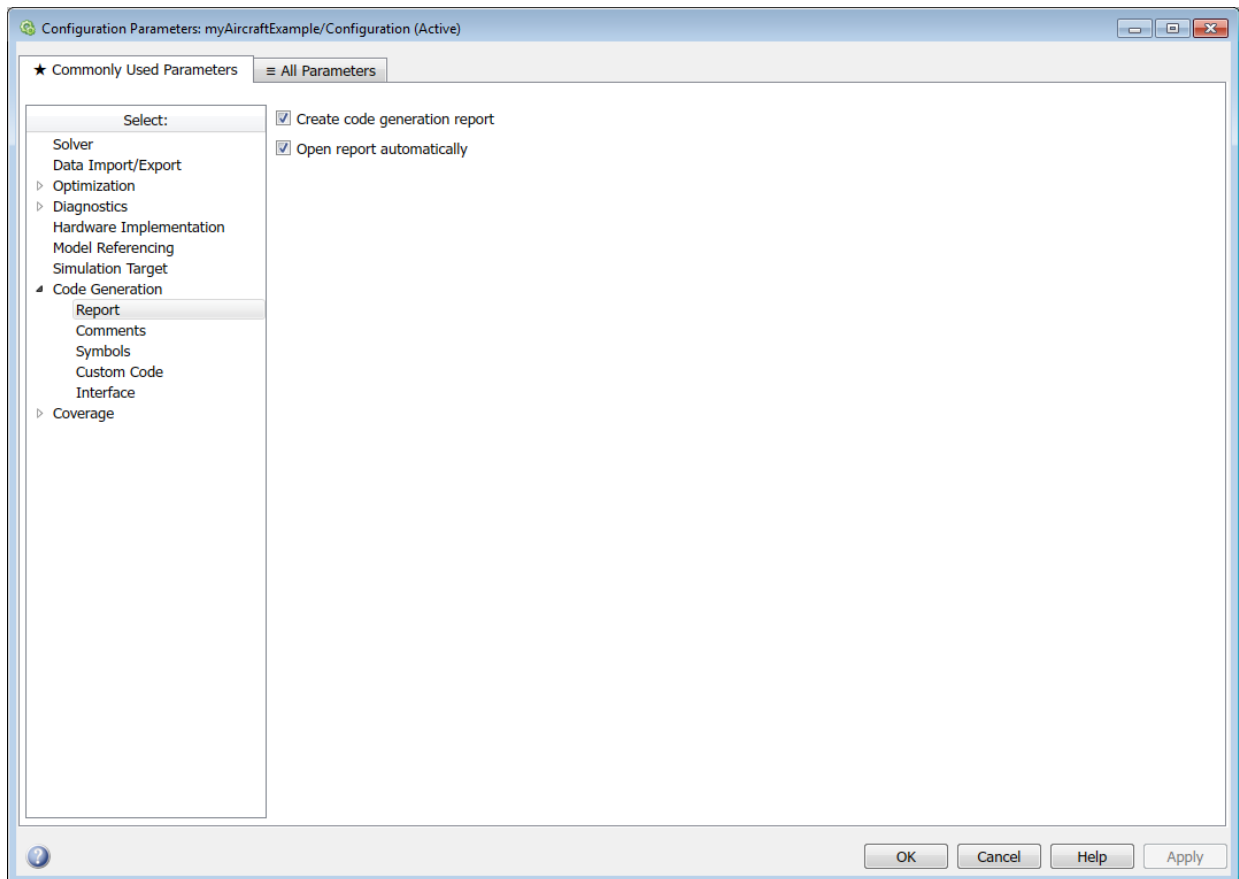 Configuration Parameters: myAircraftExample/Configuration (Active)
★ Commonly Used Parameters
≡ All Parameters
Select:
Solver
Data Import/Export
Optimization
Diagnostics
Hardware Implementation
Model Referencing
Simulation Target
Code Generation
Report
Comments
Symbols
Custom Code
Interface
Coverage
Create code generation report
Open report automatically
OK
Cancel
Help
Apply